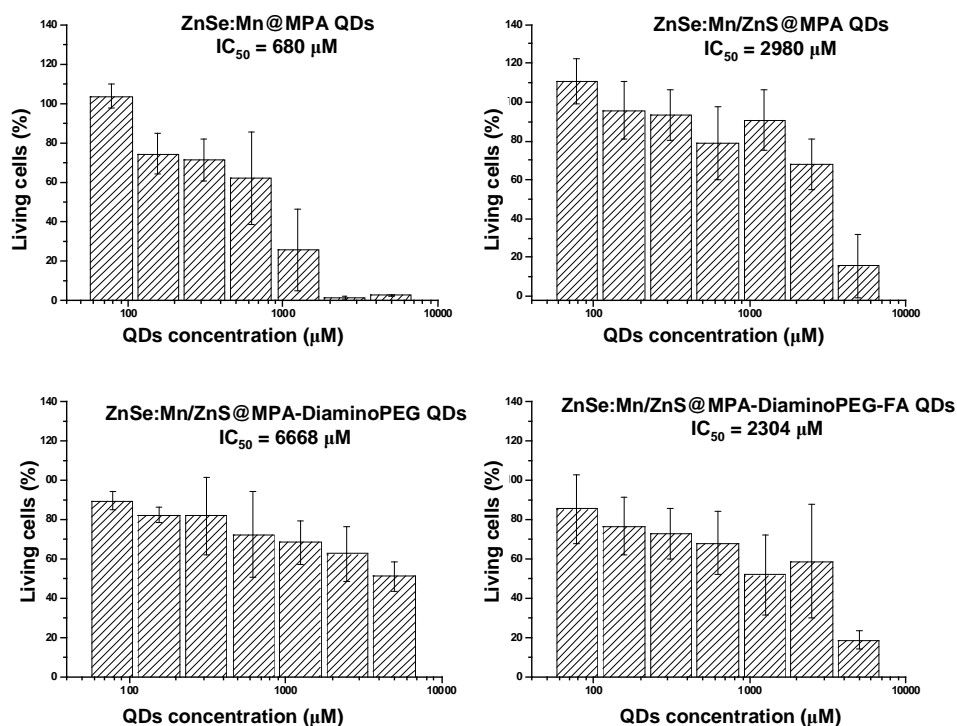 ZnSe:Mn@MPA QDs
IC50 = 680 μM
140
120
100
80
60
40
20
0
Living cells (%)
100
1000
10000
QDs concentration (μM)
ZnSe:Mn/ZnS@MPA QDs
IC50 = 2980 μM
140
120
100
80
60
40
20
0
Living cells (%)
100
1000
10000
QDs concentration (μM)
ZnSe:Mn/ZnS@MPA-DiaminoPEG QDs
IC50 = 6668 μM
140
120
100
80
60
40
20
0
Living cells (%)
100
1000
10000
QDs concentration (μM)
ZnSe:Mn/ZnS@MPA-DiaminoPEG-FA QDs
IC50 = 2304 μM
140
120
100
80
60
40
20
0
Living cells (%)
100
1000
10000
QDs concentration (μM)